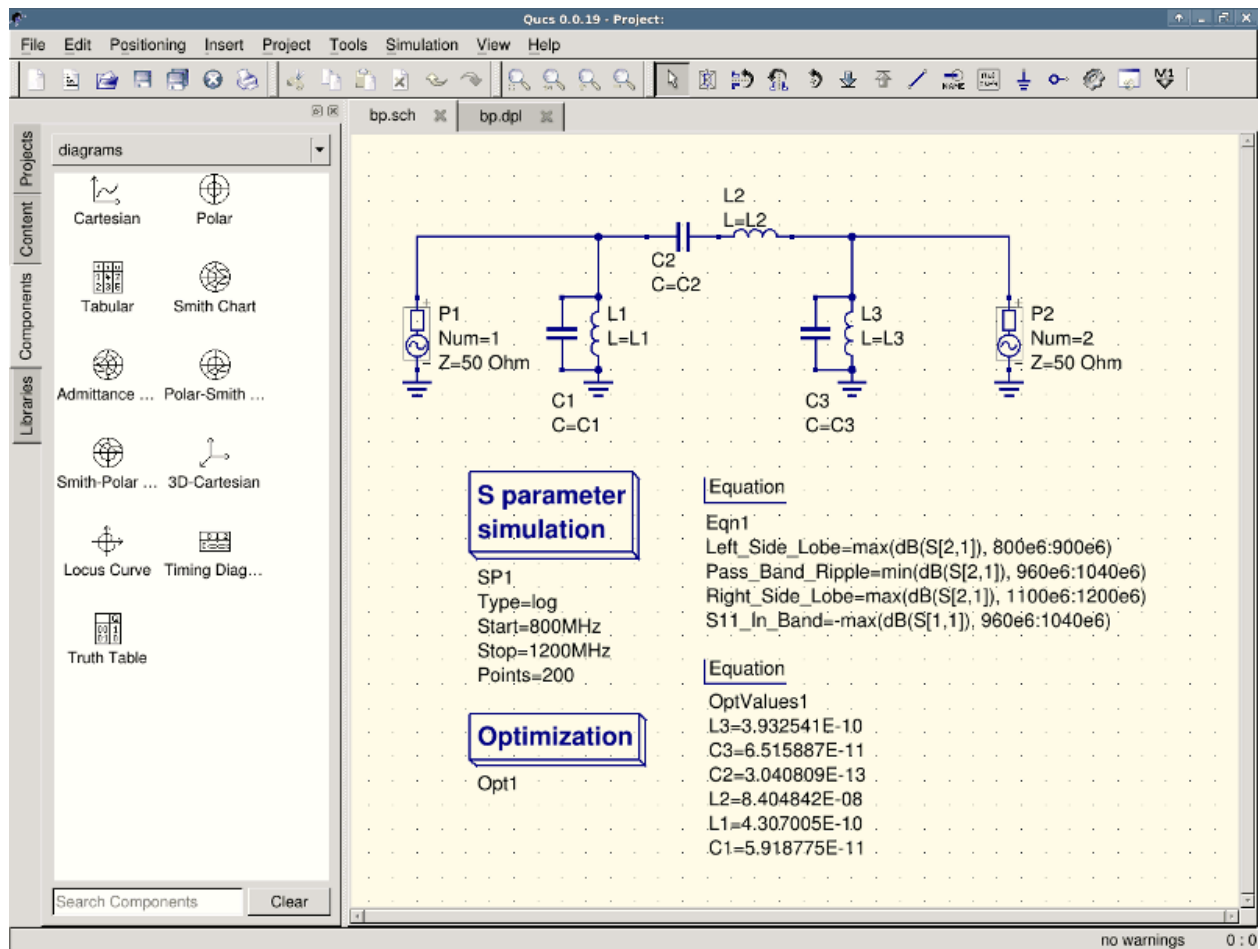 Qucs 0.0.19 - Project:
File Edit Positioning Insert Project Tools Simulation View Help
NAME
M1
bp.sch
bp.dpl
Projects
Content
Components
Libraries
diagrams
Cartesian Polar
Tabular Smith Chart
Admittance ... Polar-Smith ...
Smith-Polar ... 3D-Cartesian
Locus Curve Timing Diag...
Truth Table
Search Components
Clear
L2
L=L2
C2
C=C2
P1
Num=1
Z=50 Ohm
L1
L=L1
C1
C=C1
L3
L=L3
C3
C=C3
P2
Num=2
Z=50 Ohm
S parameter
simulation
SP1
Type=log
Start=800MHz
Stop=1200MHz
Points=200
Optimization
Opt1
Equation
Eqn1
Left_Side_Lobe=max(dB(S[2,1]), 800e6:900e6)
Pass_Band_Ripple=min(dB(S[2,1]), 960e6:1040e6)
Right_Side_Lobe=max(dB(S[2,1]), 1100e6:1200e6)
S11_In_Band=-max(dB(S[1,1]), 960e6:1040e6)
Equation
OptValues1
L3=3.932541E-10
C3=6.515887E-11
C2=3.040809E-13
L2=8.404842E-08
L1=4.307005E-10
C1=5.918775E-11
no warnings
0 : 0